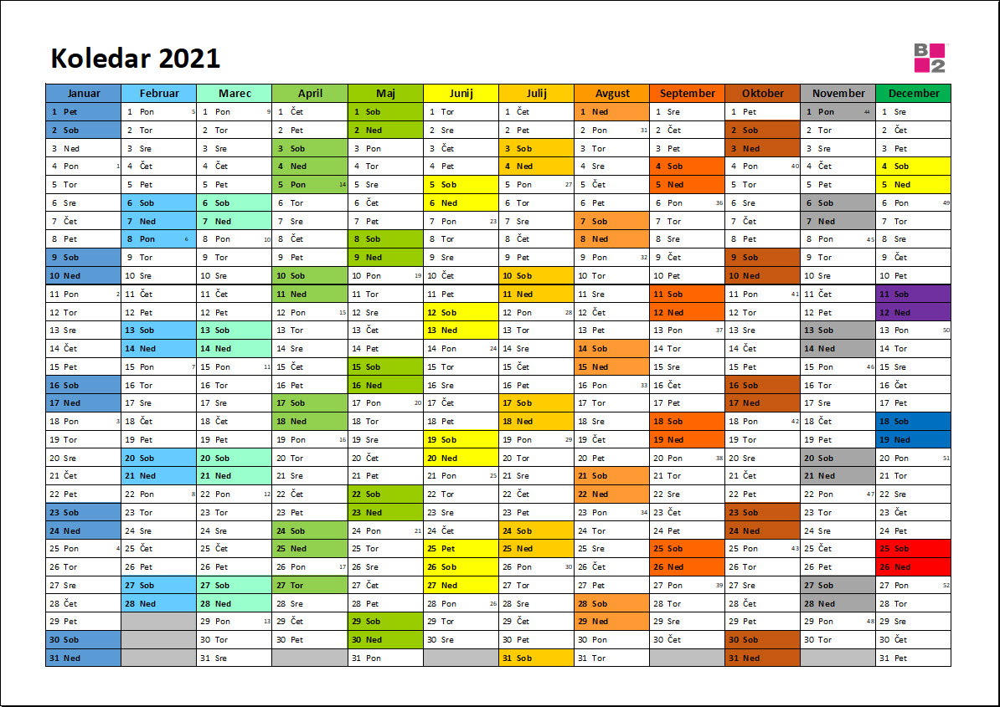 Koledar 2021
B
2
Januar Februar Marec April Maj Junij Julij Avgust September Oktober November December
1 Pet 1 Pon 5 1 Pon 9 1 Čet 1 Sob 1 Tor 1 Čet 1 Ned 1 Sre 1 Pet 1 Pon 44 1 Sre
2 Sob 2 Tor 2 Tor 2 Pet 2 Ned 2 Sre 2 Pet 2 Pon 31 2 Čet 2 Sob 2 Tor 2 Čet
3 Ned 3 Sre 3 Sre 3 Sob 3 Pon 3 Čet 3 Sob 3 Tor 3 Pet 3 Ned 3 Sre 3 Pet
4 Pon 1 4 Čet 4 Čet 4 Ned 4 Tor 4 Pet 4 Ned 4 Sre 4 Sob 4 Pon 40 4 Čet 4 Sob
5 Tor 5 Pet 5 Pet 5 Pon 14 5 Sre 5 Sob 5 Pon 27 5 Čet 5 Ned 5 Tor 5 Pet 5 Ned
6 Sre 6 Sob 6 Sob 6 Tor 6 Čet 6 Ned 6 Tor 6 Pet 6 Pon 36 6 Sre 6 Sob 6 Pon 49
7 Čet 7 Ned 7 Ned 7 Sre 7 Pet 7 Pon 23 7 Sre 7 Sob 7 Tor 7 Čet 7 Ned 7 Tor
8 Pet 8 Pon 6 8 Pon 10 8 Čet 8 Sob 8 Tor 8 Čet 8 Ned 8 Sre 8 Pet 8 Pon 45 8 Sre
9 Sob 9 Tor 9 Tor 9 Pet 9 Ned 9 Sre 9 Pet 9 Pon 32 9 Čet 9 Sob 9 Tor 9 Čet
10 Ned 10 Sre 10 Sre 10 Sob 10 Pon 19 10 Čet 10 Sob 10 Tor 10 Pet 10 Ned 10 Sre 10 Pet
11 Pon 2 11 Čet 11 Čet 11 Ned 11 Tor 11 Pet 11 Ned 11 Sre 11 Sob 11 Pon 41 11 Čet 11 Sob
12 Tor 12 Pet 12 Pet 12 Pon 15 12 Sre 12 Sob 12 Pon 28 12 Čet 12 Ned 12 Tor 12 Pet 12 Ned
13 Sre 13 Sob 13 Sob 13 Tor 13 Čet 13 Ned 13 Tor 13 Pet 13 Pon 37 13 Sre 13 Sob 13 Pon 50
14 Čet 14 Ned 14 Ned 14 Sre 14 Pet 14 Pon 24 14 Sre 14 Sob 14 Tor 14 Čet 14 Ned 14 Tor
15 Pet 15 Pon 7 15 Pon 11 15 Čet 15 Sob 15 Tor 15 Čet 15 Ned 15 Sre 15 Pet 15 Pon 46 15 Sre
16 Sob 16 Tor 16 Tor 16 Pet 16 Ned 16 Sre 16 Pet 16 Pon 33 16 Čet 16 Sob 16 Tor 16 Čet
17 Ned 17 Sre 17 Sre 17 Sob 17 Pon 20 17 Čet 17 Sob 17 Tor 17 Pet 17 Ned 17 Sre 17 Pet
18 Pon 3 18 Čet 18 Čet 18 Ned 18 Tor 18 Pet 18 Ned 18 Sre 18 Sob 18 Pon 42 18 Čet 18 Sob
19 Tor 19 Pet 19 Pet 19 Pon 16 19 Sre 19 Sob 19 Pon 29 19 Čet 19 Ned 19 Tor 19 Pet 19 Ned
20 Sre 20 Sob 20 Sob 20 Tor 20 Čet 20 Ned 20 Tor 20 Pet 20 Pon 38 20 Sre 20 Sob 20 Pon 51
21 Čet 21 Ned 21 Ned 21 Sre 21 Pet 21 Pon 25 21 Sre 21 Sob 21 Tor 21 Čet 21 Ned 21 Tor
22 Pet 22 Pon 8 22 Pon 12 22 Čet 22 Sob 22 Tor 22 Čet 22 Ned 22 Sre 22 Pet 22 Pon 47 22 Sre
23 Sob 23 Tor 23 Tor 23 Pet 23 Ned 23 Sre 23 Pet 23 Pon 34 23 Čet 23 Sob 23 Tor 23 Čet
24 Ned 24 Sre 24 Sre 24 Sob 24 Pon 21 24 Čet 24 Sob 24 Tor 24 Pet 24 Ned 24 Sre 24 Pet
25 Pon 4 25 Čet 25 Čet 25 Ned 25 Tor 25 Pet 25 Ned 25 Sre 25 Sob 25 Pon 43 25 Čet 25 Sob
26 Tor 26 Pet 26 Pet 26 Pon 17 26 Sre 26 Sob 26 Pon 30 26 Čet 26 Ned 26 Tor 26 Pet 26 Ned
27 Sre 27 Sob 27 Sob 27 Tor 27 Čet 27 Ned 27 Tor 27 Pet 27 Pon 39 27 Sre 27 Sob 27 Pon 52
28 Čet 28 Ned 28 Ned 28 Sre 28 Pet 28 Pon 26 28 Sre 28 Sob 28 Tor 28 Čet 28 Ned 28 Tor
29 Pet 29 Pon 13 29 Čet 29 Sob 29 Tor 29 Čet 29 Ned 29 Sre 29 Pet 29 Pon 48 29 Sre
30 Sob 30 Tor 30 Pet 30 Ned 30 Sre 30 Pet 30 Pon 30 Čet 30 Sob 30 Tor 30 Čet
31 Ned 31 Sre 31 Pon 31 Sob 31 Tor 31 Ned 31 Pet